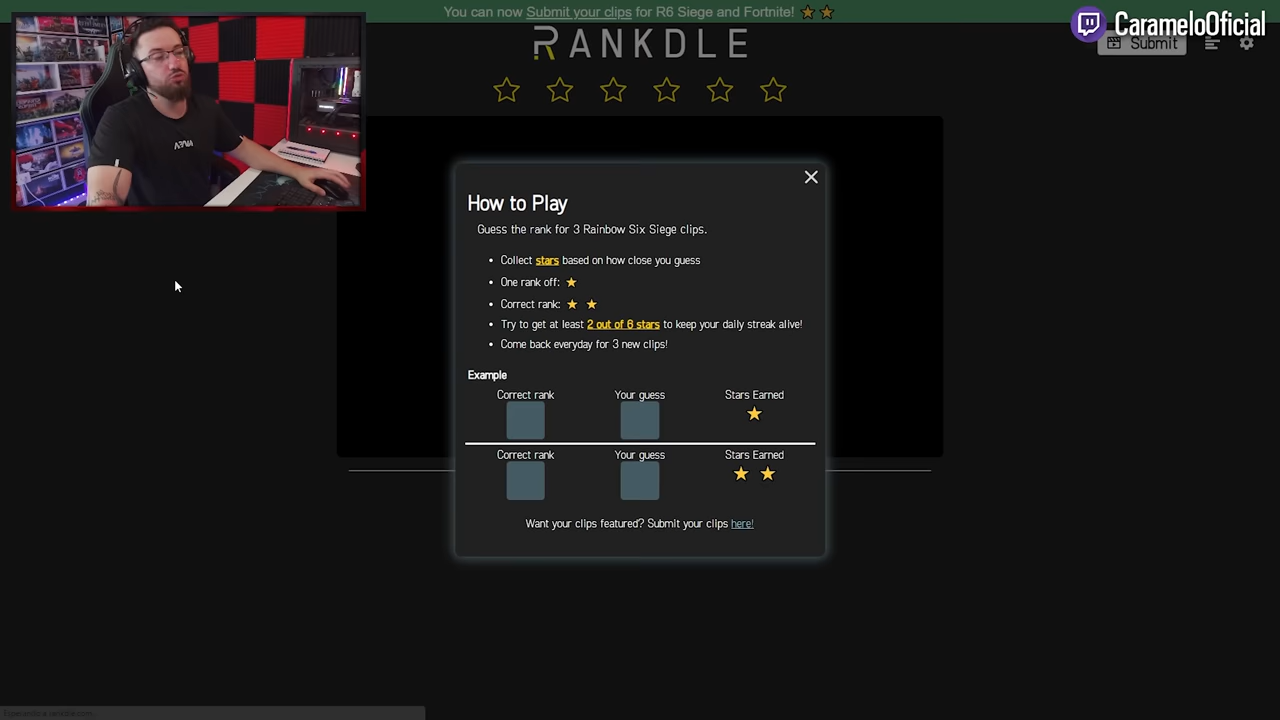 You can now Submit your clips for R6 Siege and Fortnite!
CarameloOficial
RANKDLE
Submit
How to Play
Guess the rank for 3 Rainbow Six Siege clips.
• Collect stars based on how close you guess
• One rank off:
• Correct rank:
• Try to get at least 2 out of 6 stars to keep your daily streak alive!
• Come back everyday for 3 new clips!
Example
Correct rank Your guess Stars Earned
Correct rank Your guess Stars Earned
Want your clips featured? Submit your clips here!